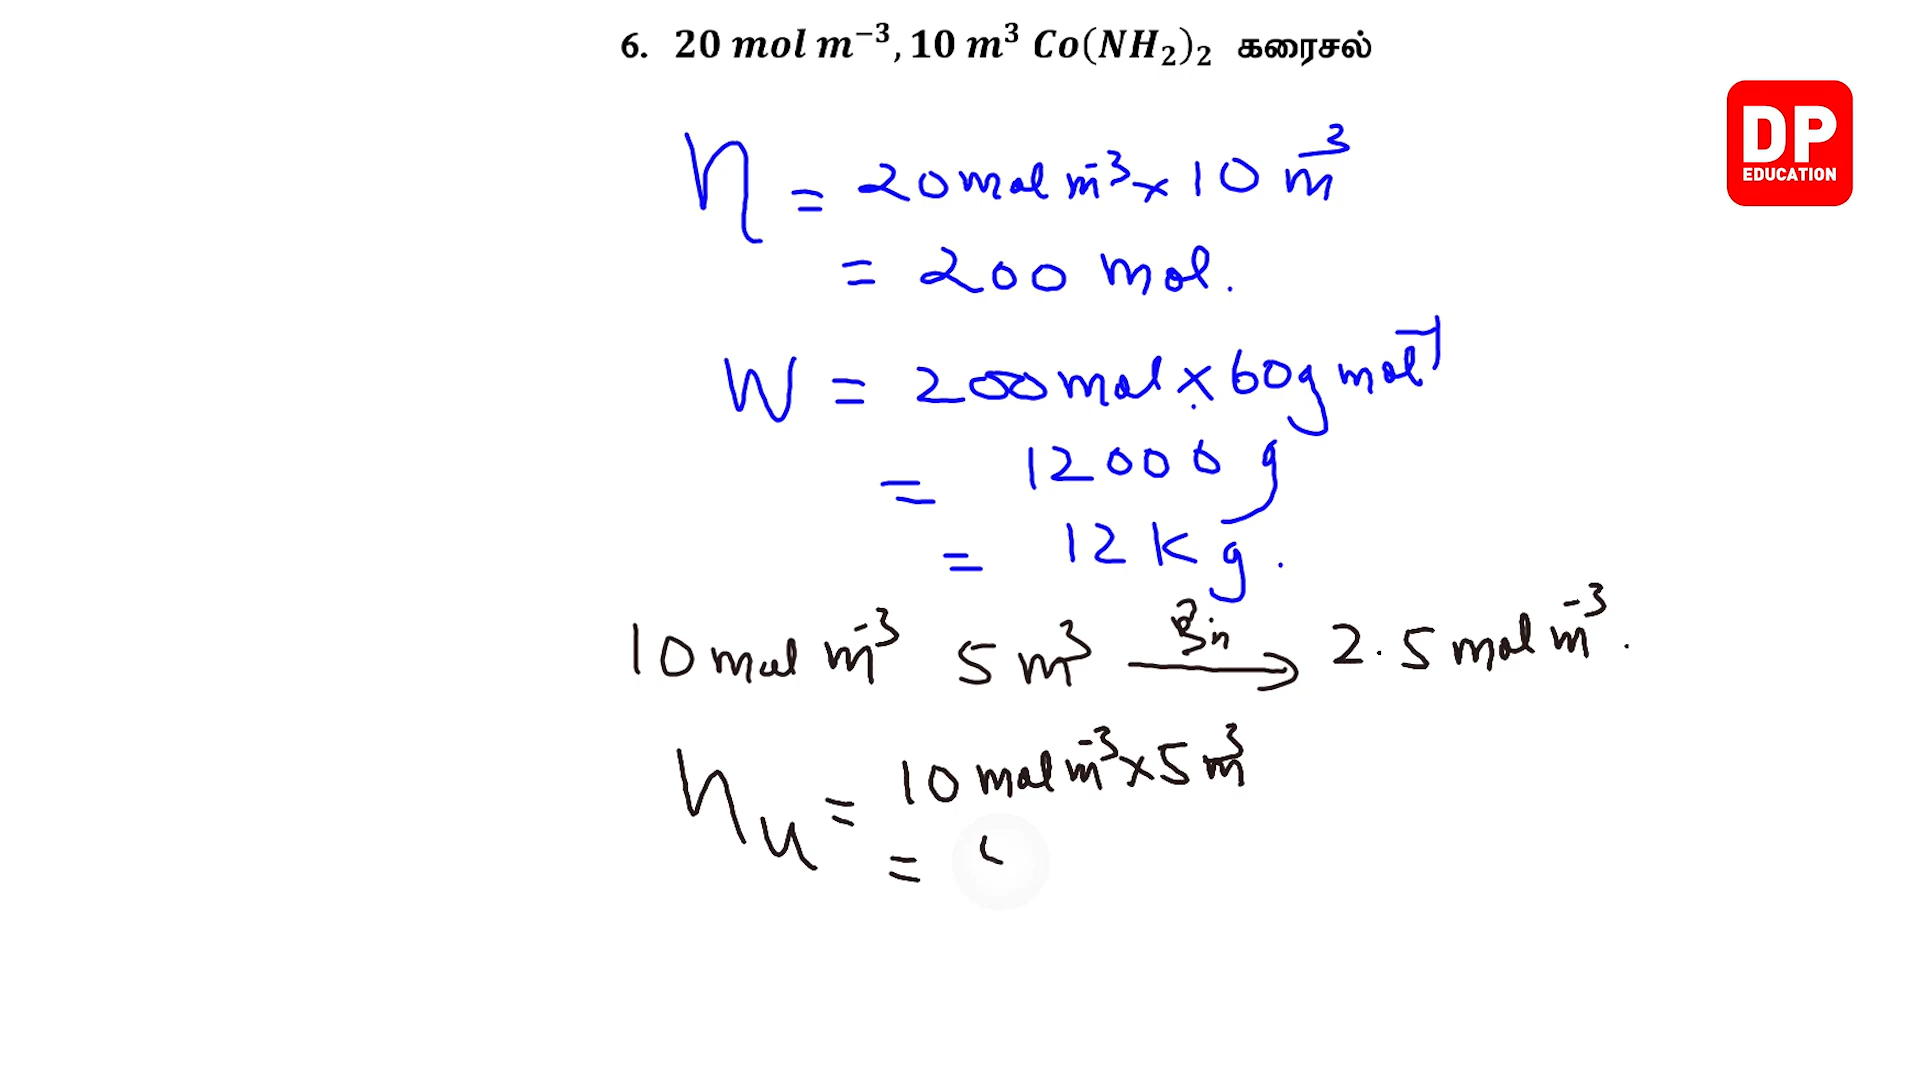 6. 20 mol m⁻³, 10 m³ Co(NH₂)₂ கரைசல்
DP
EDUCATION
n = 20 mol m⁻³ × 10 m³
= 200 mol.
W = 200 mol × 60 g mol⁻¹
= 12000 g
= 12 Kg.
10 mol m⁻³ 5 m³ → 2.5 mol m⁻³.
n u = 10 mol m⁻³ × 5 m³
=